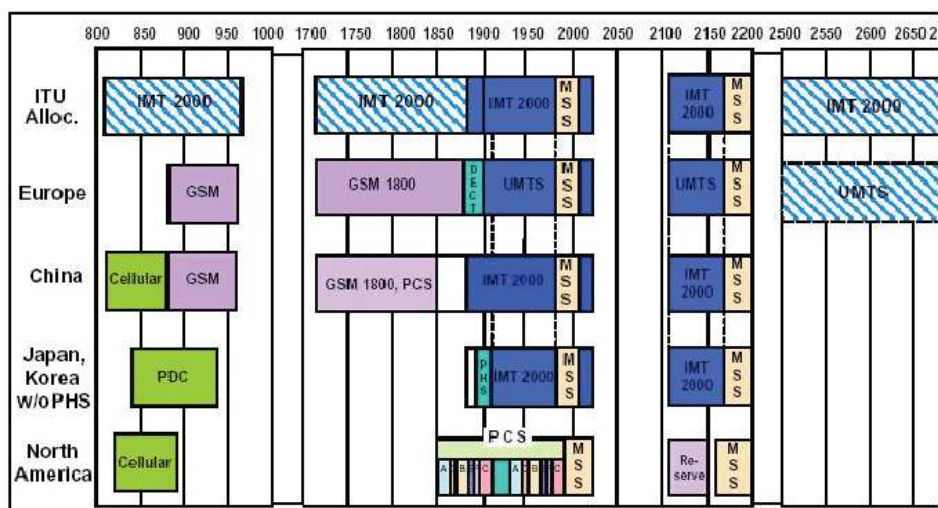 800 850 900 950 1000 1700 1750 1800 1850 1900 1950 2000 2050 2100 2150 2200 2500 2550 2600 2650
ITU
Alloc.
IMT 2000
IMT 2000
IMT 2000
M
S
S
IMT
2000
M
S
S
IMT 2000
Europe
GSM
GSM 1800
D
E
C
T
UMTS
M
S
S
UMTS
M
S
S
UMTS
China
Cellular
GSM
GSM 1800, PCS
IMT 2000
M
S
S
IMT
2000
M
S
S
Japan,
Korea
w/o PHS
PDC
P
H
S
IMT 2000
M
S
S
IMT
2000
M
S
S
North
America
Cellular
PCS
A B C A B C
M
S
S
Re-
serve
M
S
S